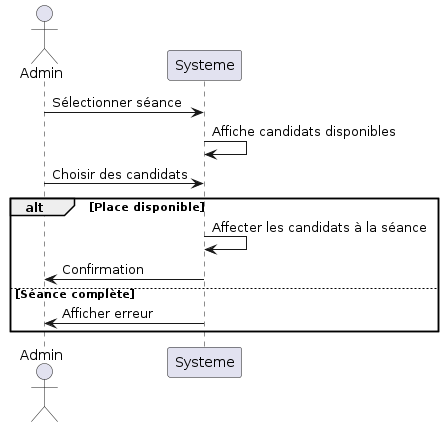 Admin
Systeme
Sélectionner séance
Affiche candidats disponibles
Choisir des candidats
alt [Place disponible]
Affecter les candidats à la séance
Confirmation
[Séance complète]
Afficher erreur
Admin
Systeme